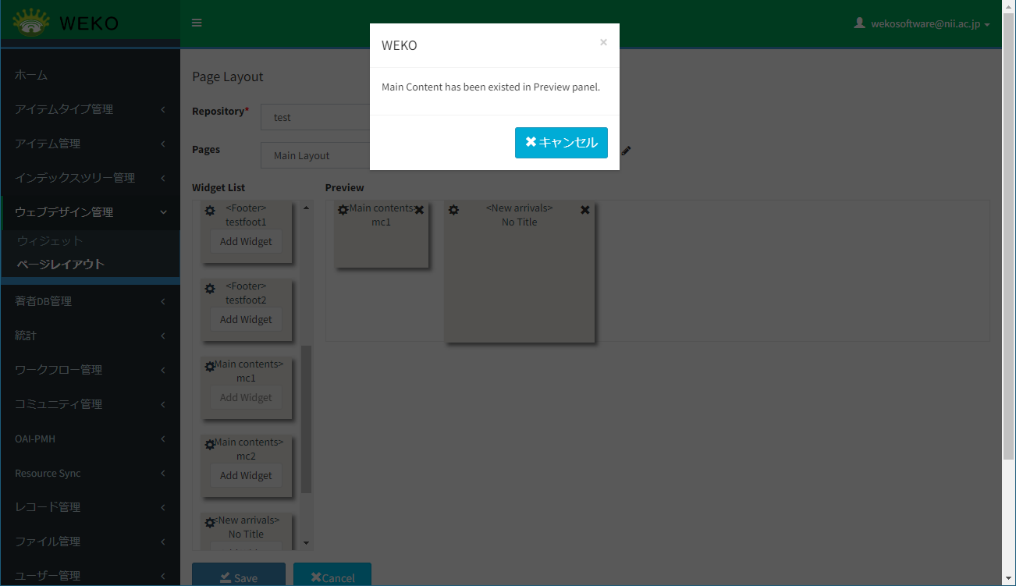 WEKO
wekosoftware@nii.ac.jp
ホーム
アイテムタイプ管理
アイテム管理
インデックスツリー管理
ウェブデザイン管理
ウィジェット
ページレイアウト
著者DB管理
統計
ワークフロー管理
コミュニティ管理
OAI-PMH
Resource Sync
レコード管理
ファイル管理
ユーザー管理
Page Layout
Repository*
test
Pages
Main Layout
WEKO
×
Main Content has been existed in Preview panel.
キャンセル
Widget List
<Footer>
testfoot1
Add Widget
<Footer>
testfoot2
Add Widget
<Main contents>
mc1
Add Widget
<Main contents>
mc2
Add Widget
<New arrivals>
No Title
Preview
<Main contents>
mc1
<New arrivals>
No Title
Save
Cancel